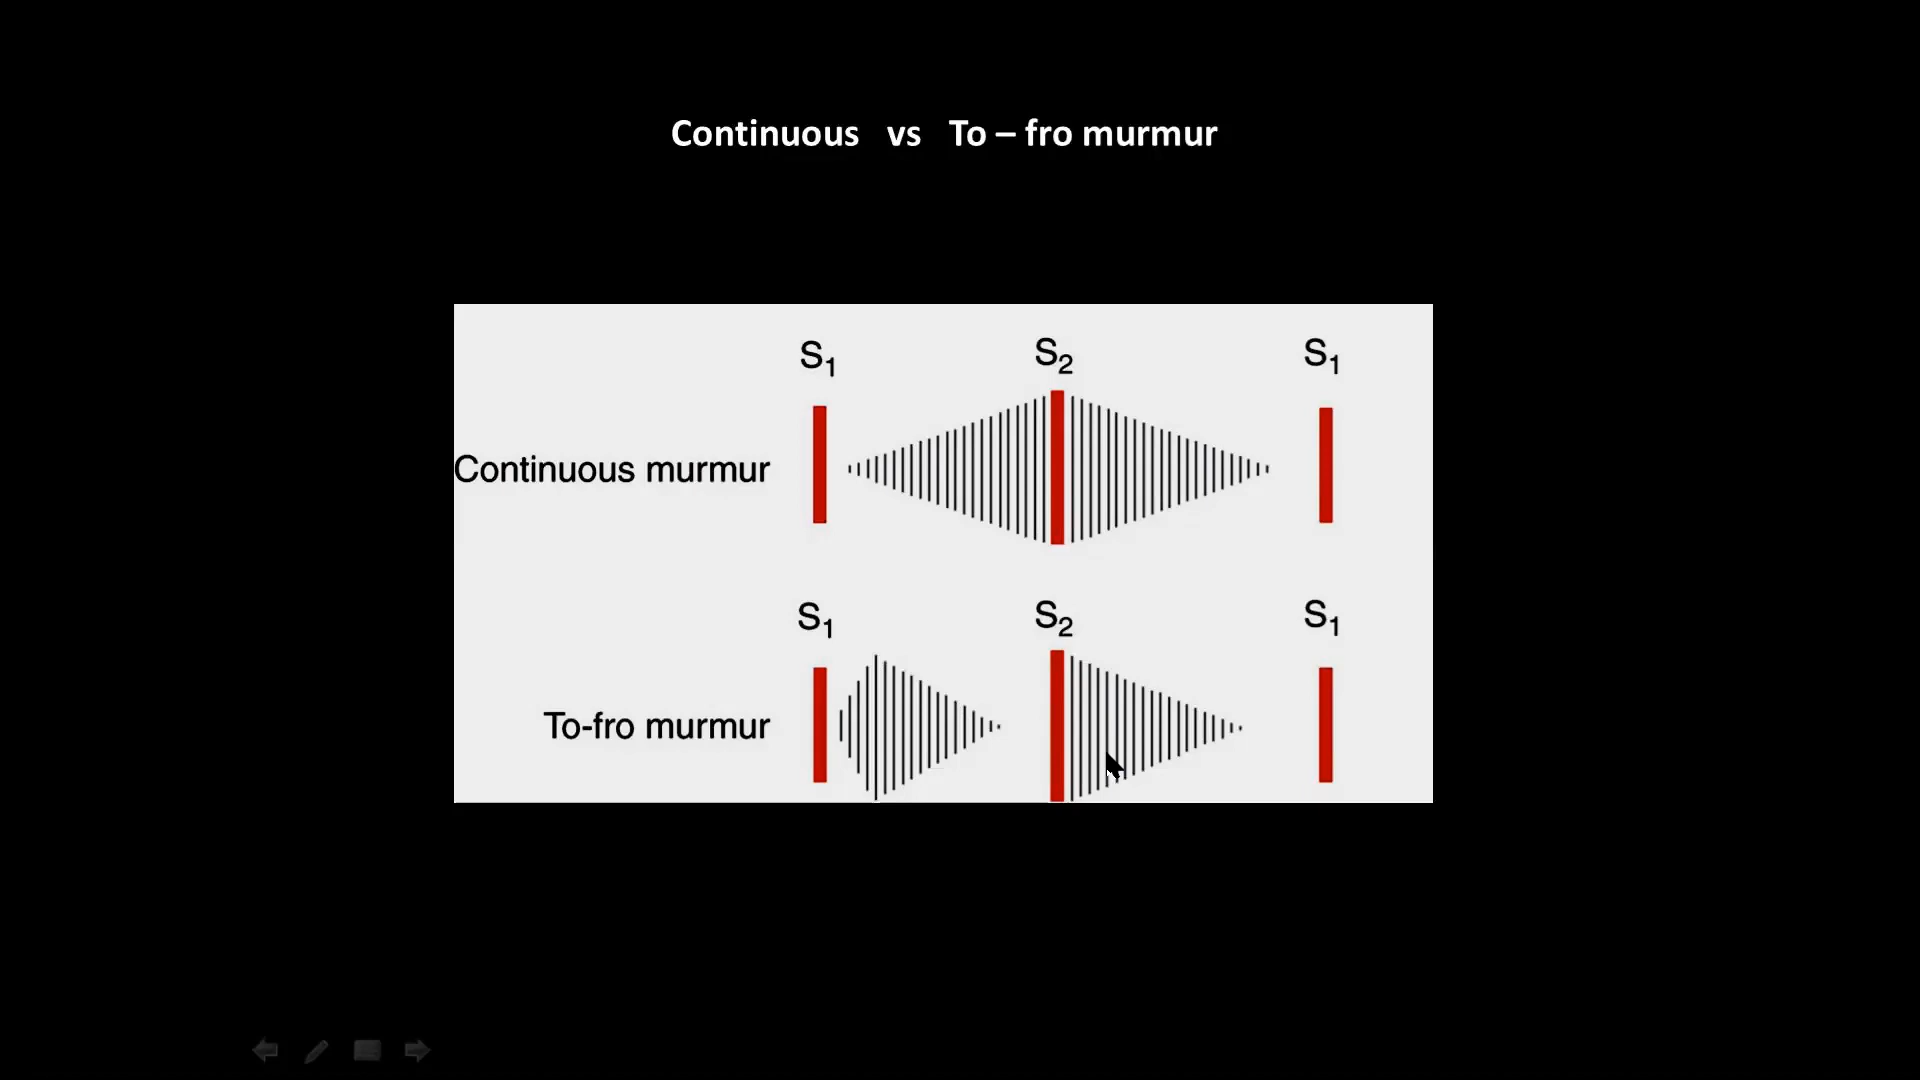 Continuous vs To – fro murmur
S1 S2 S1
Continuous murmur
S1 S2 S1
To-fro murmur